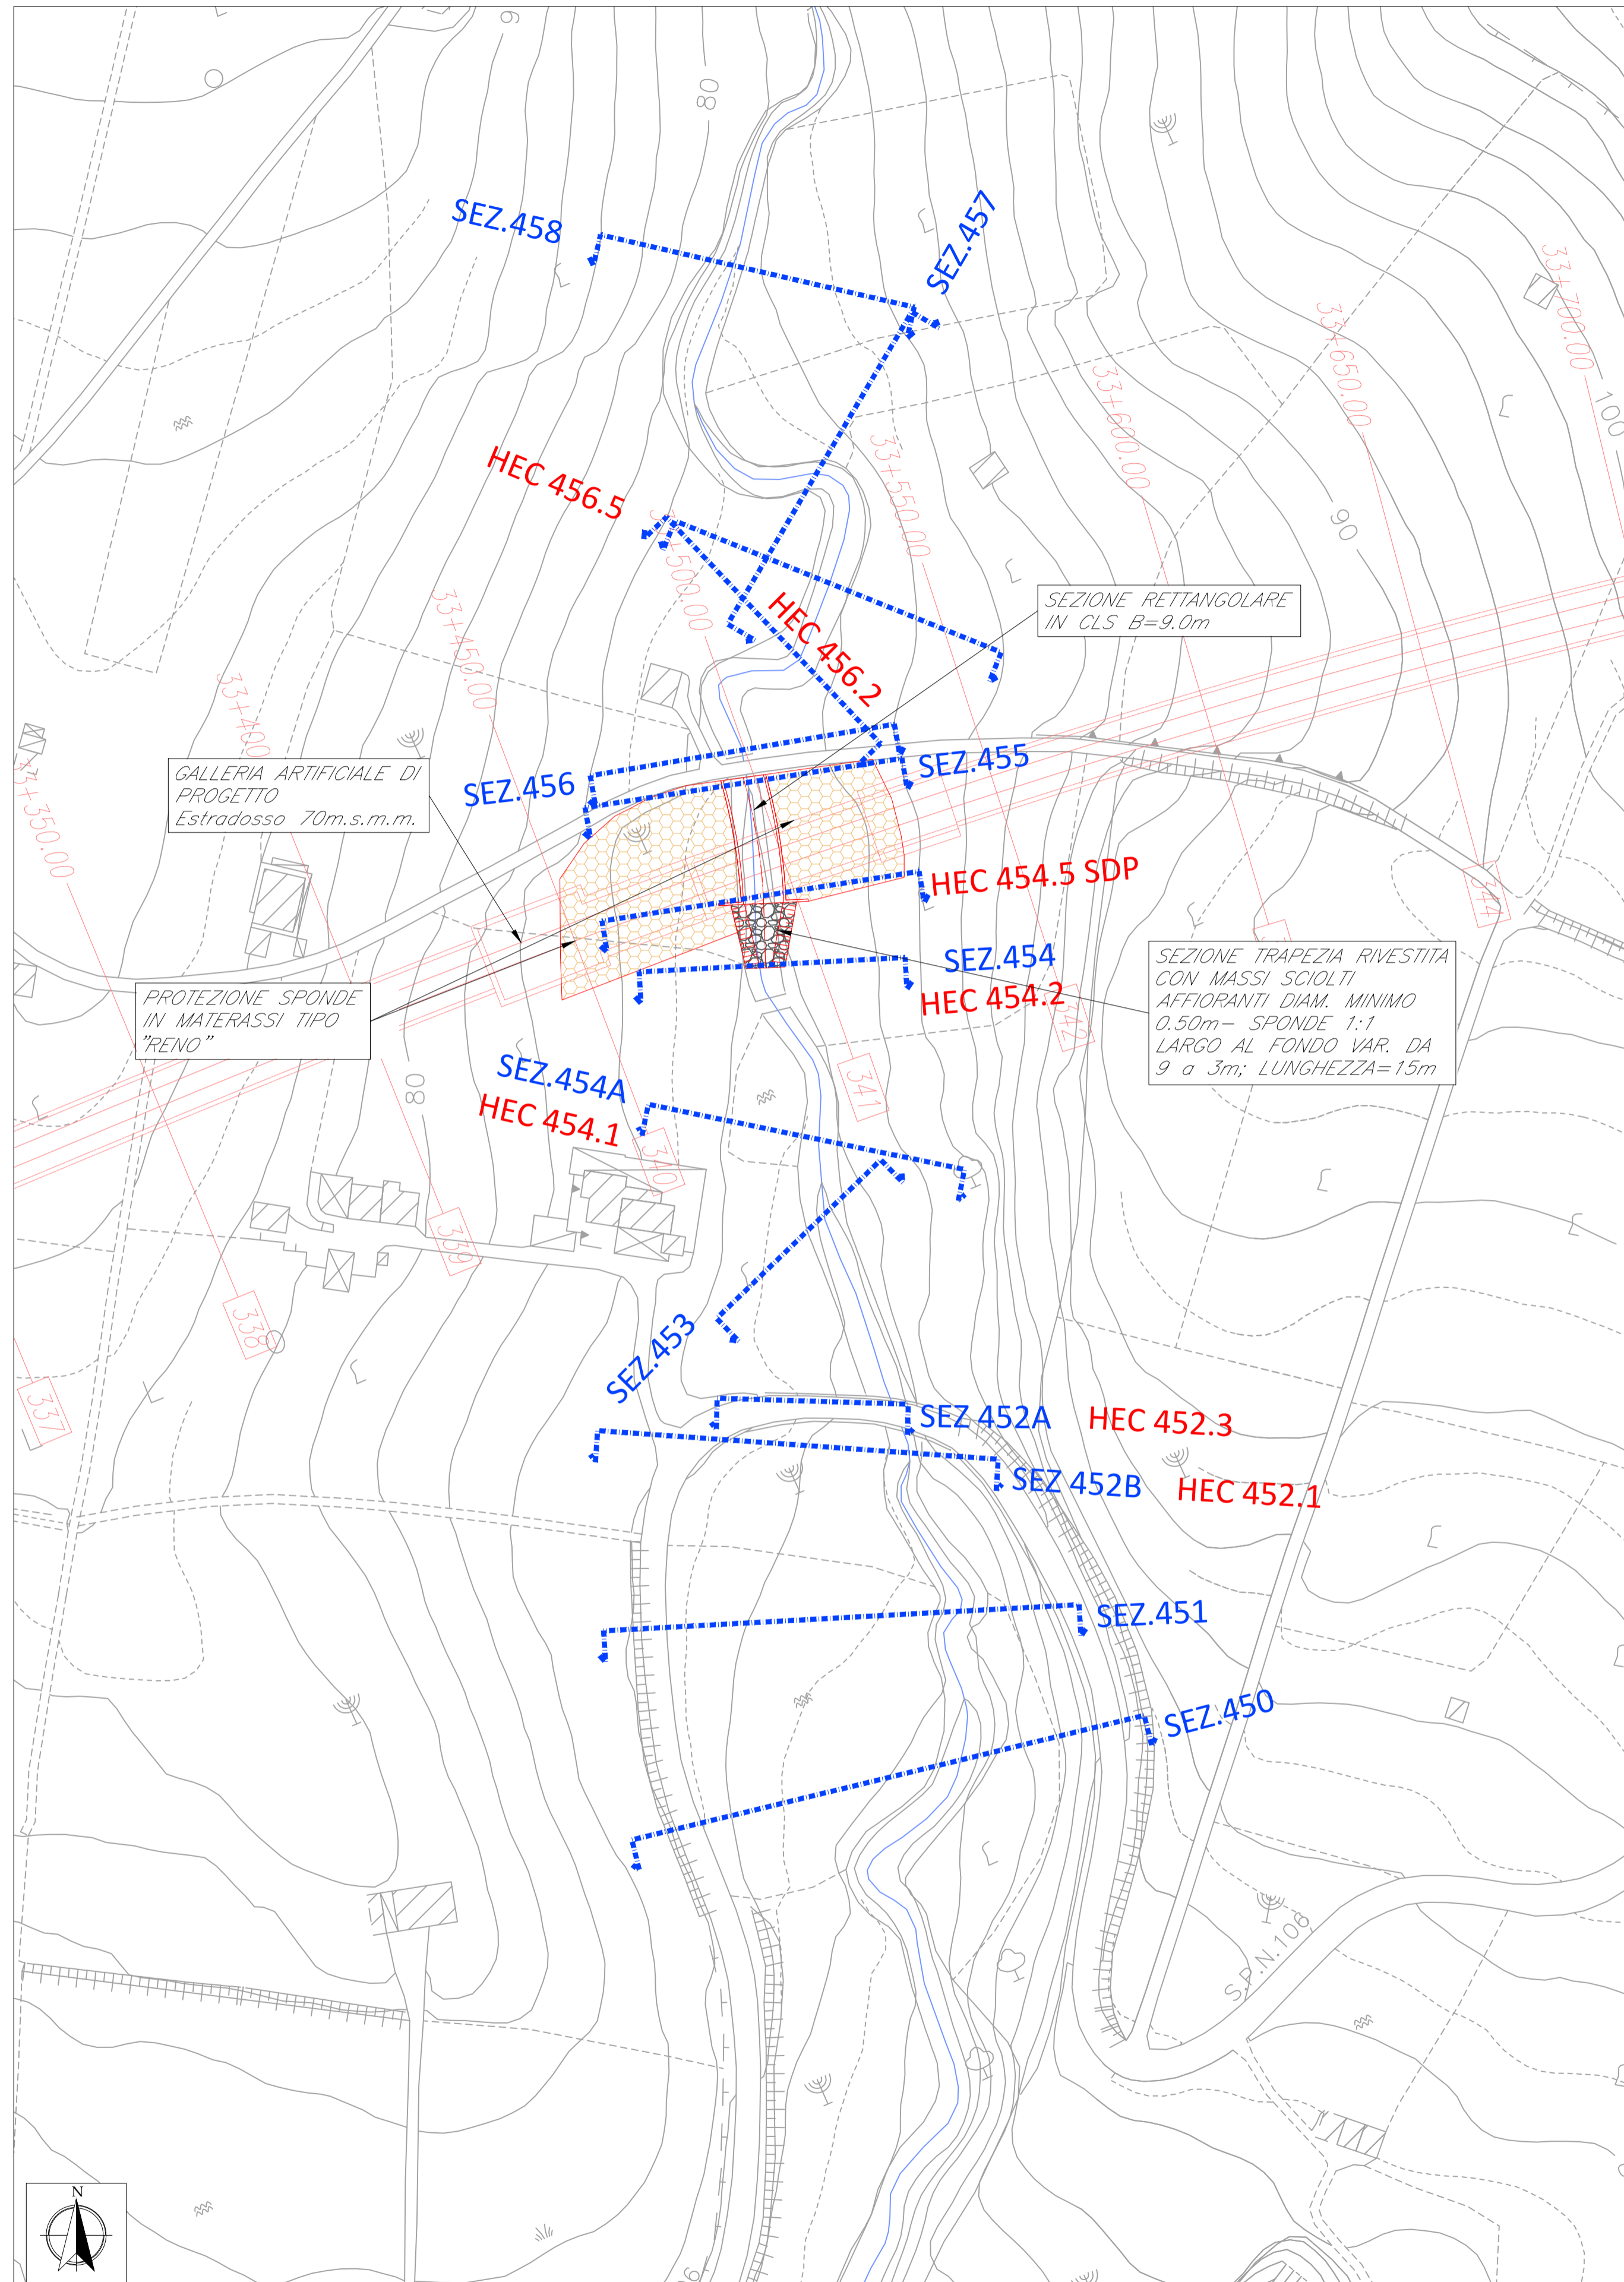 80
SEZ.458
SEZ.457
33+700.00
33+650.00
100
33+600.00
HEC 456.5
33+550.00
90
33+500.00
SEZIONE RETTANGOLARE
IN CLS B=9.0m
33+450.00
HEC 456.2
33+400
SEZ.456
SEZ.455
GALLERIA ARTIFICIALE DI
PROGETTO
Estradosso 70m.s.m.m.
33+350.00
HEC 454.5 SDP
344
SEZ.454
HEC 454.2
SEZIONE TRAPEZIA RIVESTITA
CON MASSI SCIOLTI
AFFIORANTI DIAM. MINIMO
0.50m– SPONDE 1:1
LARGO AL FONDO VAR. DA
9 a 3m; LUNGHEZZA=15m
PROTEZIONE SPONDE
IN MATERASSI TIPO
"RENO"
342
341
80
SEZ.454A
HEC 454.1
340
339
338
337
SEZ.453
SEZ 452A
HEC 452.3
SEZ 452B
HEC 452.1
SEZ.451
SEZ.450
S.P.N.106
N